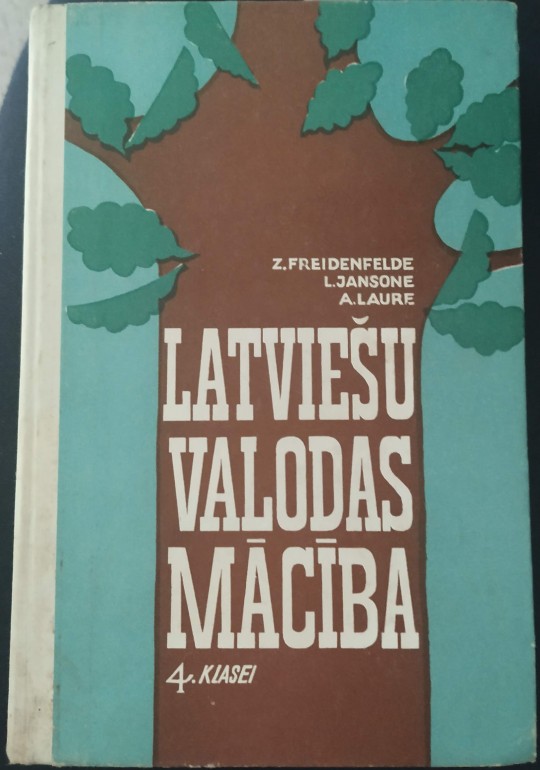 Z.FREIDENFELDE
L.JANSONE
A.LAURE
LATVIEŠU
VALODAS
MĀCĪBA
4. KLASEI